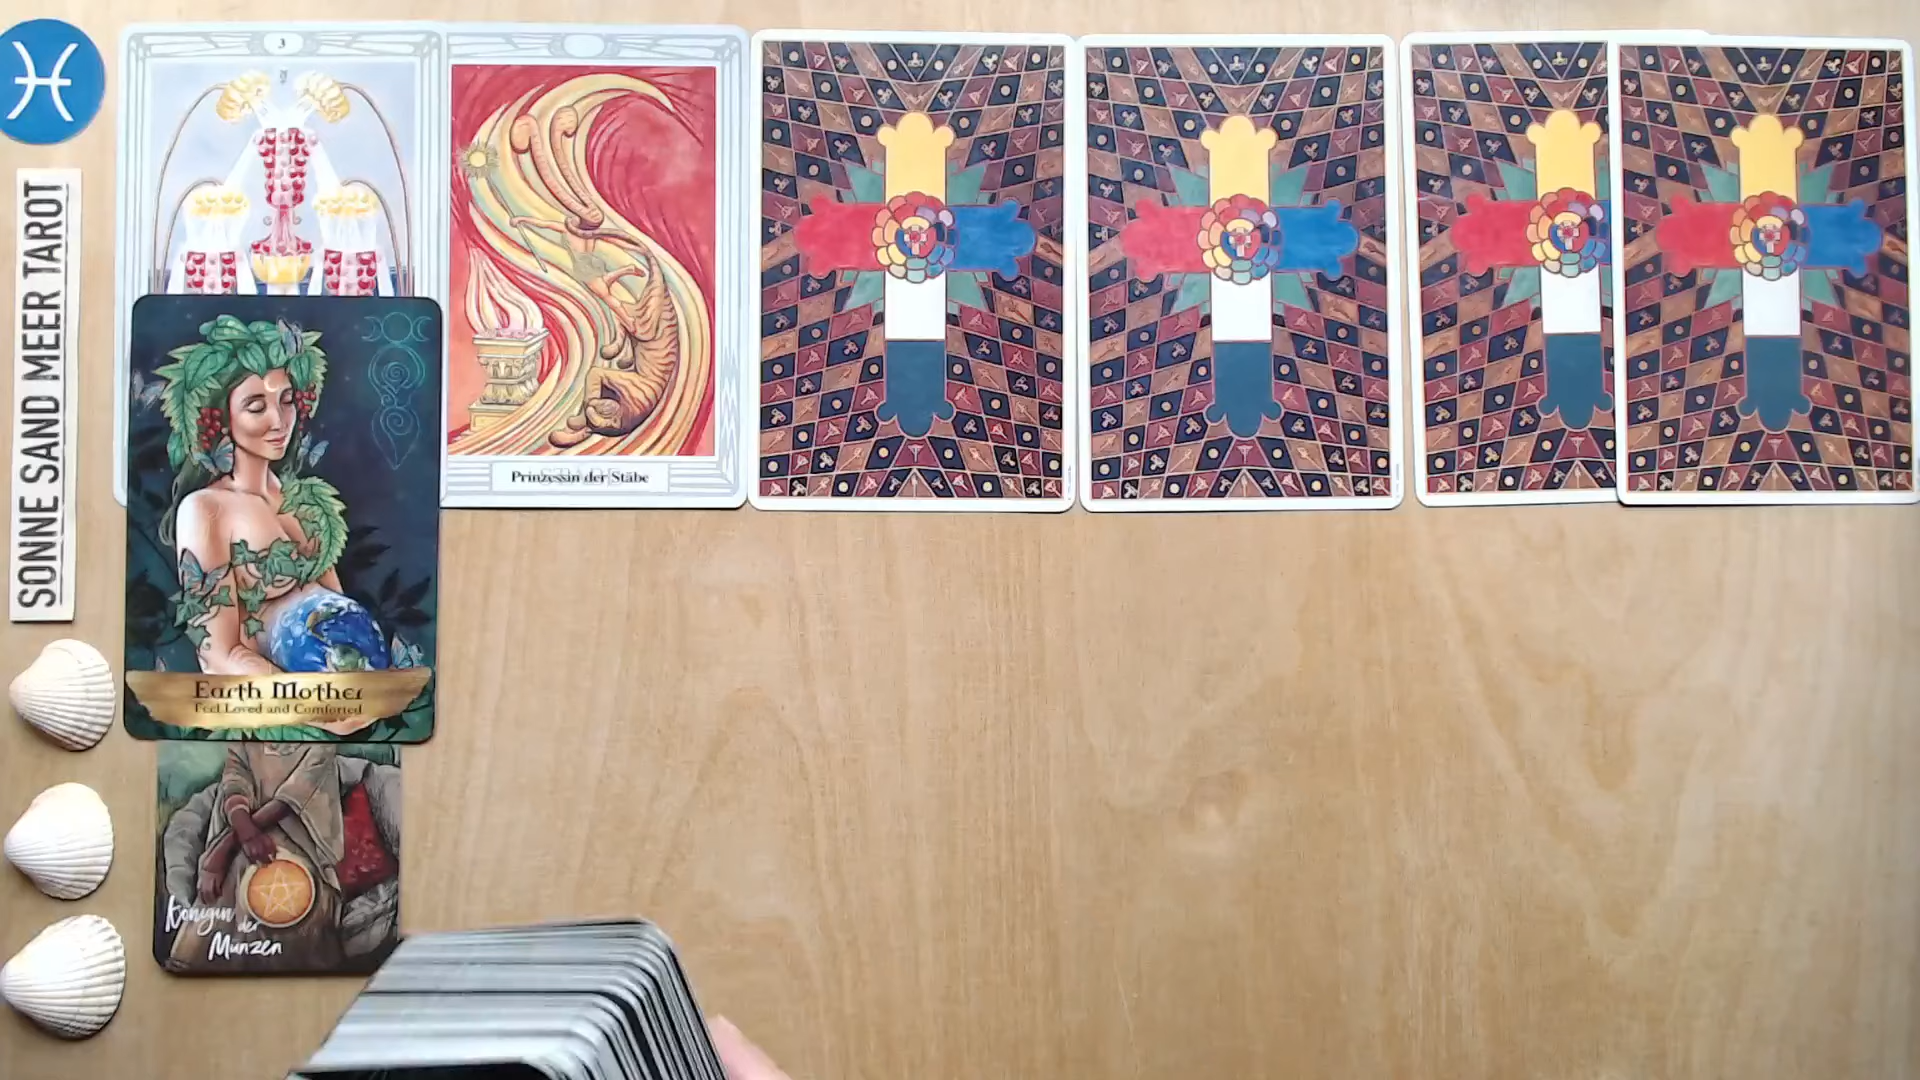 SONNE SAND MEER TAROT
3
Prinzessin der Stäbe
Earth Mother
Feel Loved and Comforted
Königin
der
Münzen